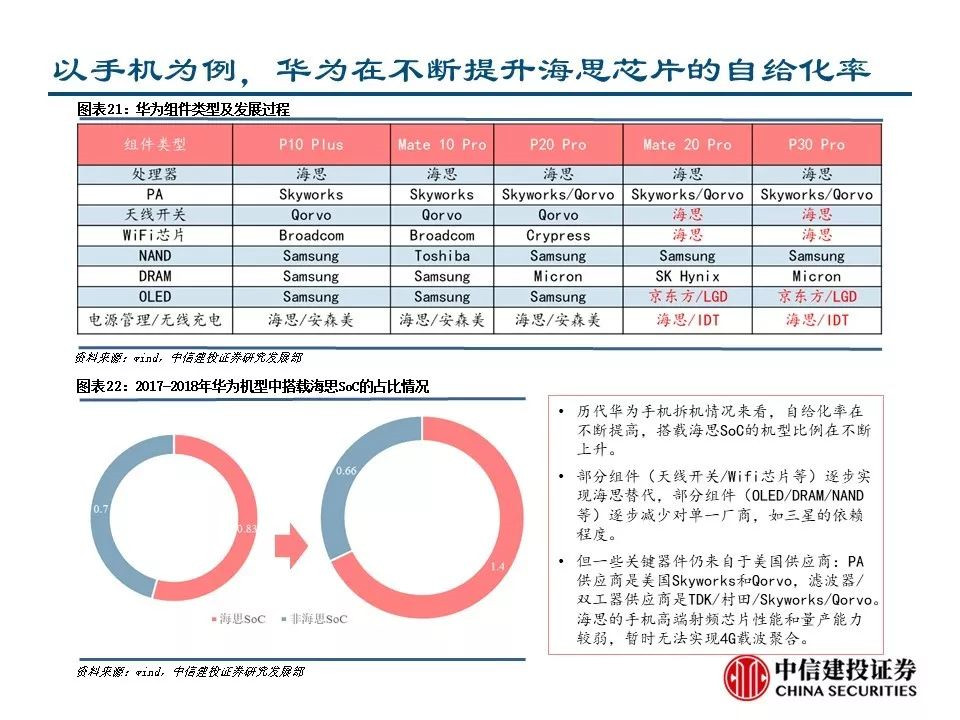 以手机为例，华为在不断提升海思芯片的自给化率
图表21：华为组件类型及发展过程
组件类型 P10 Plus Mate 10 Pro P20 Pro Mate 20 Pro P30 Pro
处理器 海思 海思 海思 海思 海思
PA Skyworks Skyworks Skyworks/Qorvo Skyworks/Qorvo Skyworks/Qorvo
天线开关 Qorvo Qorvo Qorvo 海思 海思
WiFi芯片 Broadcom Broadcom Crypress 海思 海思
NAND Samsung Toshiba Samsung Samsung Samsung
DRAM Samsung Samsung Micron SK Hynix Micron
OLED Samsung Samsung Samsung 京东方/LGD 京东方/LGD
电源管理/无线充电 海思/安森美 海思/安森美 海思/安森美 海思/IDT 海思/IDT
资料来源：wind，中信建投证券研究发展部
图表22：2017-2018年华为机型中搭载海思SoC的占比情况
0.7
0.83
0.66
1.4
海思SoC 非海思SoC
资料来源：wind，中信建投证券研究发展部
• 历代华为手机拆机情况来看，自给化率在
不断提高，搭载海思SoC的机型比例在不断
上升。
• 部分组件（天线开关/Wifi芯片等）逐步实
现海思替代，部分组件（OLED/DRAM/NAND
等）逐步减少对单一厂商，如三星的依赖
程度。
• 但一些关键器件仍来自于美国供应商：PA
供应商是美国Skyworks和Qorvo，滤波器/
双工器供应商是TDK/村田/Skyworks/Qorvo。
海思的手机高端射频芯片性能和量产能力
较弱，暂时无法实现4G载波聚合。
中信建投证券
CHINA SECURITIES